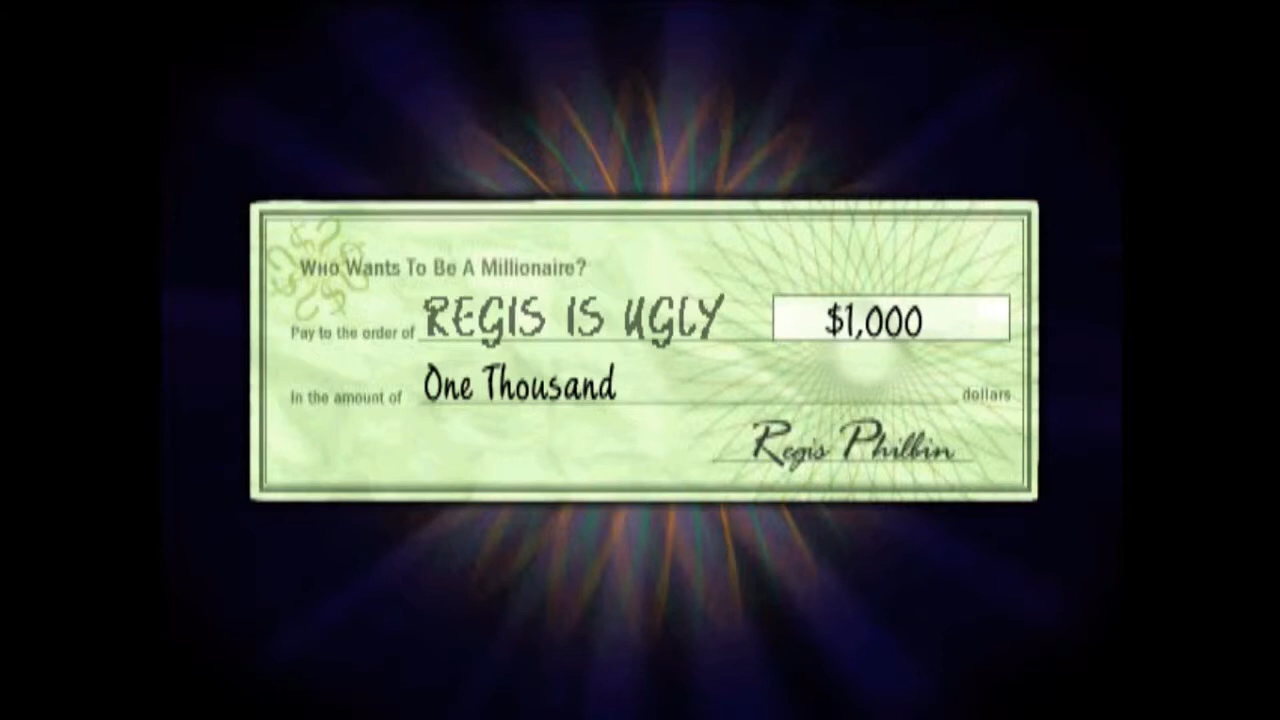 Who Wants To Be A Millionaire?
Pay to the order of REGIS IS UGLY $1,000
In the amount of One Thousand dollars
Regis Philbin